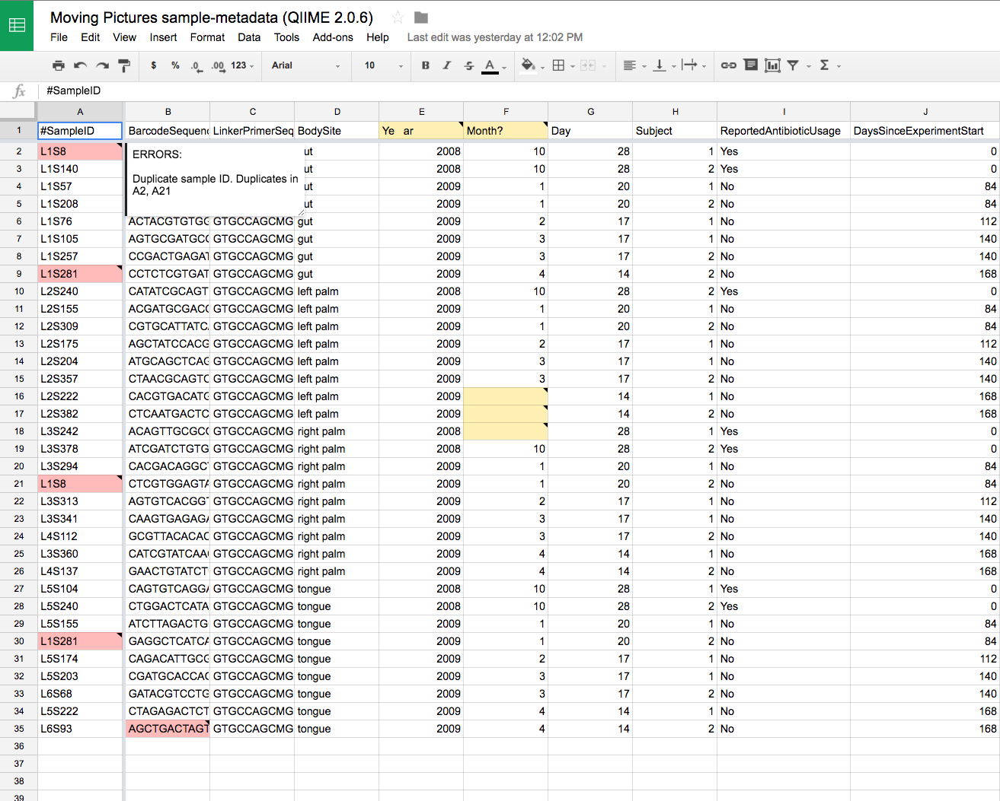 Moving Pictures sample-metadata (QIIME 2.0.6)
File Edit View Insert Format Data Tools Add-ons Help Last edit was yesterday at 12:02 PM
$ % .0 .00 123 Arial 10 B I S A Σ
fx #SampleID
A B C D E F G H I J
1 #SampleID BarcodeSequenc LinkerPrimerSeq BodySite Ye ar Month? Day Subject ReportedAntibioticUsage DaysSinceExperimentStart
2 L1S8 ut 2008 10 28 1 Yes 0
ERRORS:
3 L1S140 ut 2008 10 28 2 Yes 0
Duplicate sample ID. Duplicates in
A2, A21
4 L1S57 ut 2009 1 20 1 No 84
5 L1S208 ut 2009 1 20 2 No 84
6 L1S76 ACTACGTGTGG GTGCCAGCMG gut 2009 2 17 1 No 112
7 L1S105 AGTGCGATGC GTGCCAGCMG gut 2009 3 17 1 No 140
8 L1S257 CCGACTGAGAT GTGCCAGCMG gut 2009 3 17 2 No 140
9 L1S281 CCTCTCGTGAT GTGCCAGCMG gut 2009 4 14 2 No 168
10 L2S240 CATATCGCAGT GTGCCAGCMG left palm 2008 10 28 2 Yes 0
11 L2S155 ACGATGCGAC GTGCCAGCMG left palm 2009 1 20 1 No 84
12 L2S309 CGTGCATTATC GTGCCAGCMG left palm 2009 1 20 2 No 84
13 L2S175 AGCTATCCACG GTGCCAGCMG left palm 2009 2 17 1 No 112
14 L2S204 ATGCAGCTCAG GTGCCAGCMG left palm 2009 3 17 1 No 140
15 L2S357 CTAACGCAGTC GTGCCAGCMG left palm 2009 3 17 2 No 140
16 L2S222 CACGTGACATG GTGCCAGCMG left palm 2009 14 1 No 168
17 L2S382 CTCAATGACTC GTGCCAGCMG left palm 2009 14 2 No 168
18 L3S242 ACAGTTGCGC GTGCCAGCMG right palm 2008 28 1 Yes 0
19 L3S378 ATCGATCTGTG GTGCCAGCMG right palm 2008 10 28 2 Yes 0
20 L3S294 CACGACAGGC GTGCCAGCMG right palm 2009 1 20 1 No 84
21 L1S8 CTCGTGGAGTA GTGCCAGCMG right palm 2009 1 20 2 No 84
22 L3S313 AGTGTCACGG GTGCCAGCMG right palm 2009 2 17 1 No 112
23 L3S341 CAAGTGAGAG GTGCCAGCMG right palm 2009 3 17 1 No 140
24 L4S112 GCGTTACACAC GTGCCAGCMG right palm 2009 3 17 2 No 140
25 L3S360 CATCGTATCAA GTGCCAGCMG right palm 2009 4 14 1 No 168
26 L4S137 GAACTGTATCT GTGCCAGCMG right palm 2009 4 14 2 No 168
27 L5S104 CAGTGTCAGG GTGCCAGCMG tongue 2008 10 28 1 Yes 0
28 L5S240 CTGGACTCATA GTGCCAGCMG tongue 2008 10 28 2 Yes 0
29 L5S155 ATCTTAGACTG GTGCCAGCMG tongue 2009 1 20 1 No 84
30 L1S281 GAGGCTCATCA GTGCCAGCMG tongue 2009 1 20 2 No 84
31 L5S174 CAGACATTGCG GTGCCAGCMG tongue 2009 2 17 1 No 112
32 L5S203 CGATGCACCA GTGCCAGCMG tongue 2009 3 17 1 No 140
33 L6S68 GATACGTCCTG GTGCCAGCMG tongue 2009 3 17 2 No 140
34 L5S222 CTAGAGACTCT GTGCCAGCMG tongue 2009 4 14 1 No 168
35 L6S93 AGCTGACTAGT GTGCCAGCMG tongue 2009 4 14 2 No 168
36
37
38
39